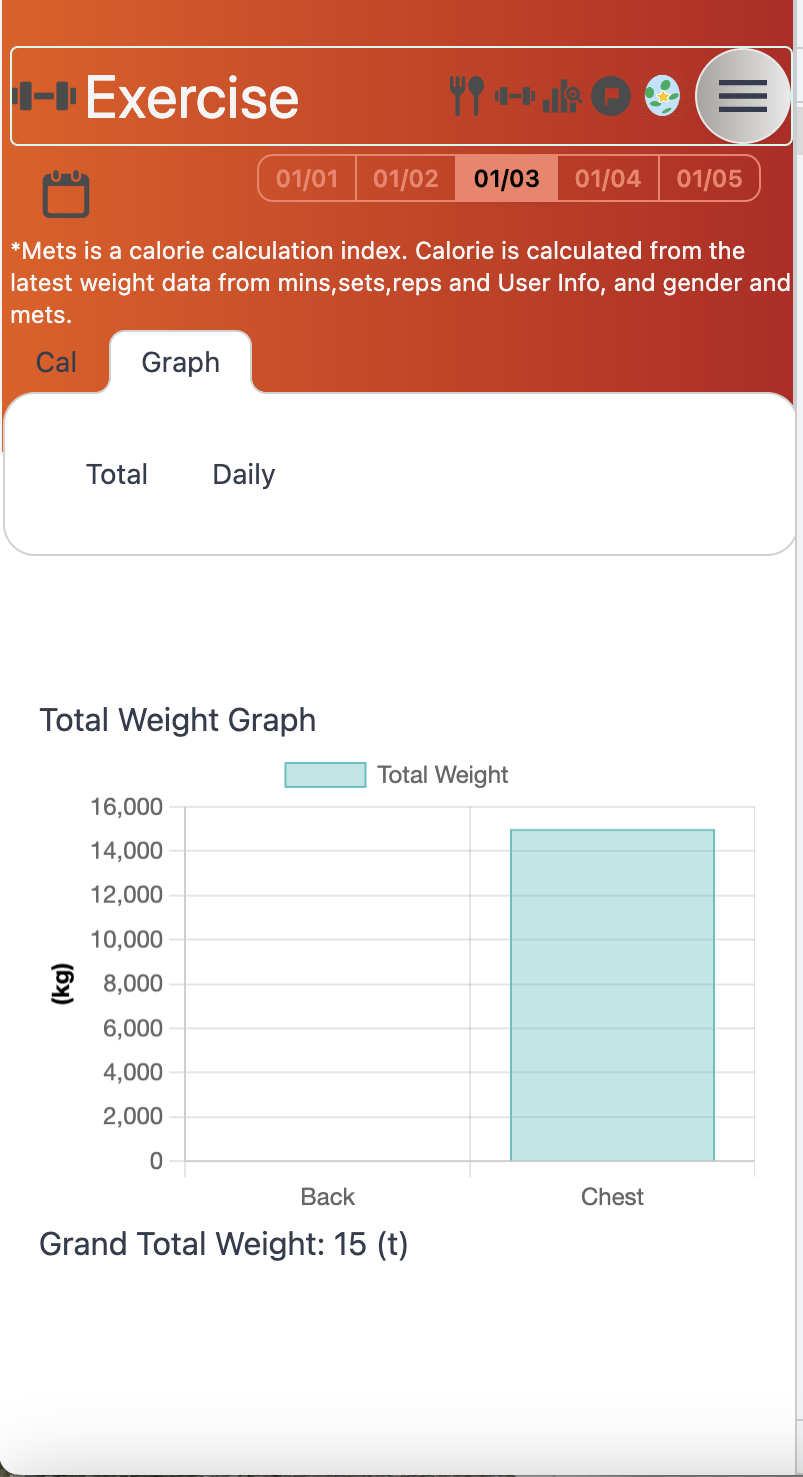 Exercise
01/01 01/02 01/03 01/04 01/05
*Mets is a calorie calculation index. Calorie is calculated from the
latest weight data from mins,sets,reps and User Info, and gender and
mets.
Cal Graph
Total Daily
Total Weight Graph
Total Weight
16,000
14,000
12,000
10,000
8,000
(kg)
6,000
4,000
2,000
0
Back Chest
Grand Total Weight: 15 (t)